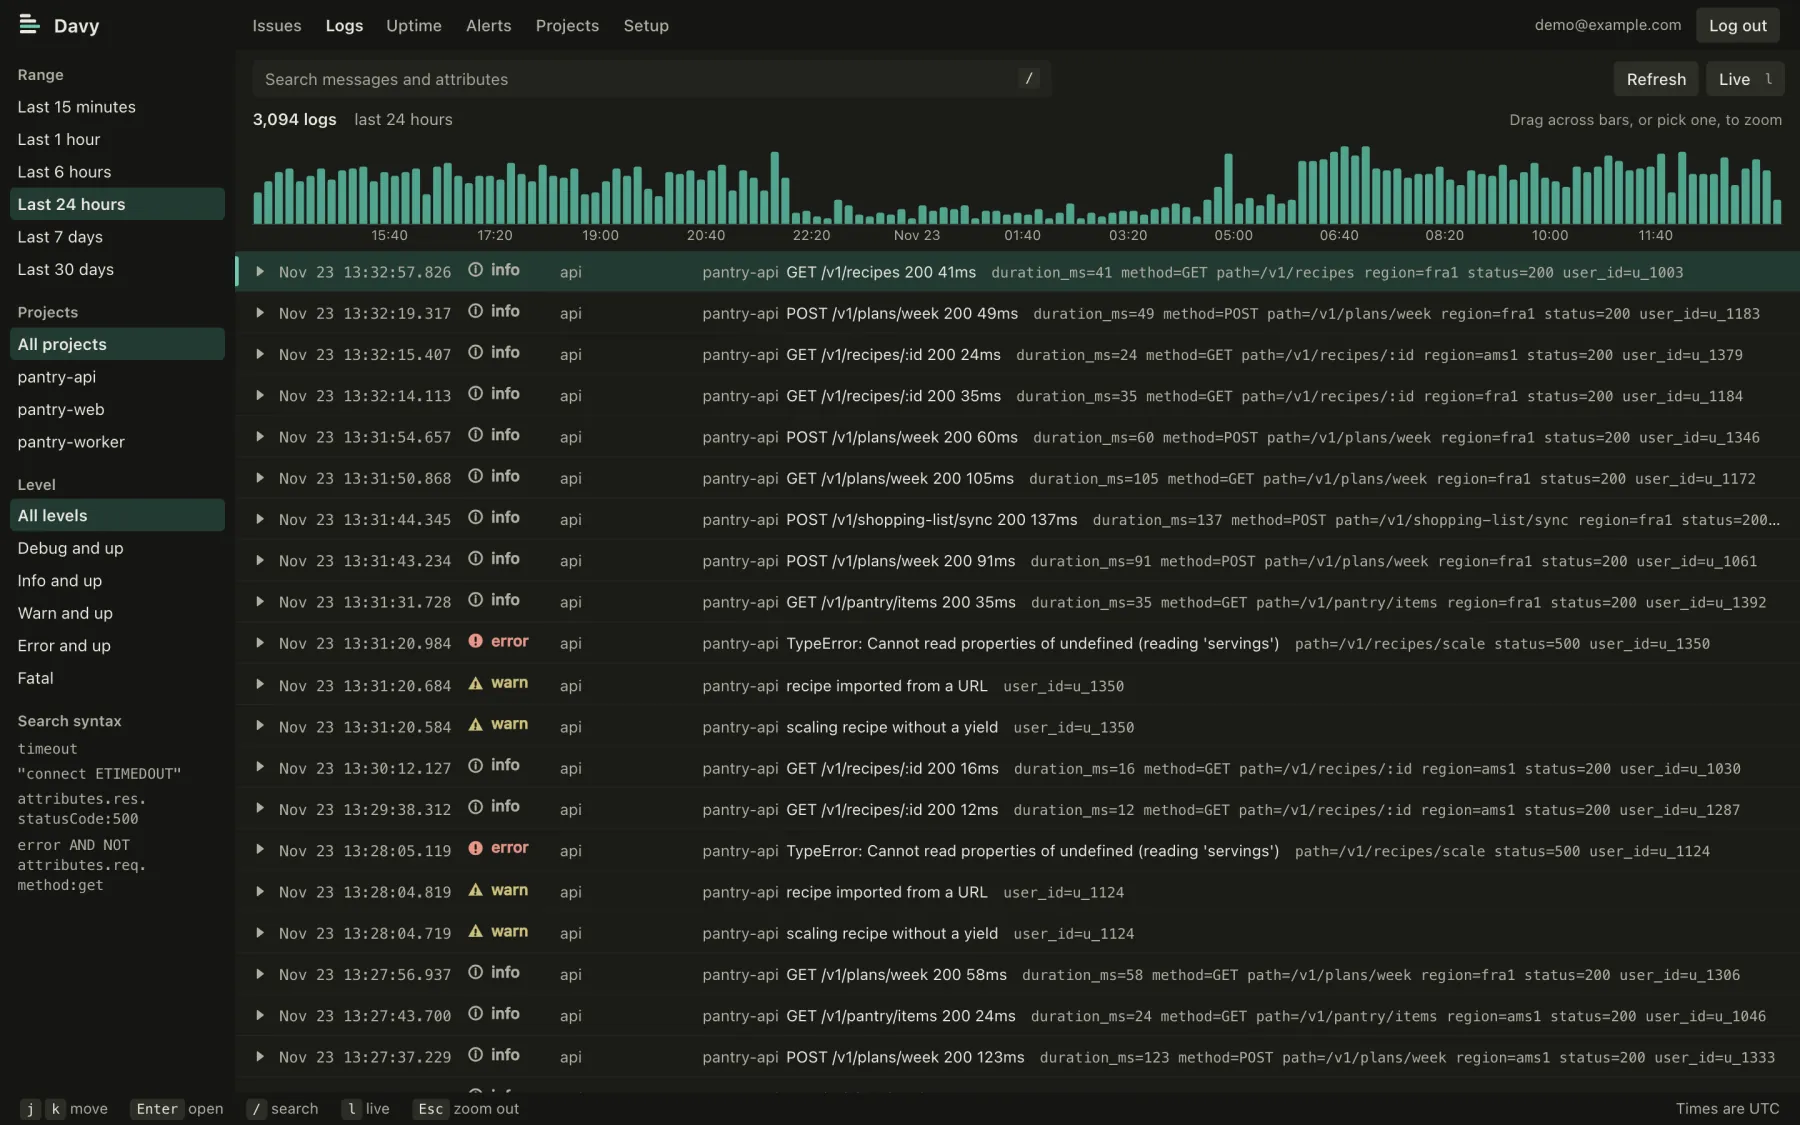 Davy
Issues Logs Uptime Alerts Projects Setup
demo@example.com Log out
Range
Last 15 minutes
Last 1 hour
Last 6 hours
Last 24 hours
Last 7 days
Last 30 days
Projects
All projects
pantry-api
pantry-web
pantry-worker
Level
All levels
Debug and up
Info and up
Warn and up
Error and up
Fatal
Search syntax
timeout
"connect ETIMEDOUT"
attributes.res.
statusCode:500
error AND NOT
attributes.req.
method:get
Search messages and attributes /
Refresh Live l
3,094 logs last 24 hours
Drag across bars, or pick one, to zoom
15:40 17:20 19:00 20:40 22:20 Nov 23 01:40 03:20 05:00 06:40 08:20 10:00 11:40
Nov 23 13:32:57.826 info api pantry-api GET /v1/recipes 200 41ms duration_ms=41 method=GET path=/v1/recipes region=fra1 status=200 user_id=u_1003
Nov 23 13:32:19.317 info api pantry-api POST /v1/plans/week 200 49ms duration_ms=49 method=POST path=/v1/plans/week region=fra1 status=200 user_id=u_1183
Nov 23 13:32:15.407 info api pantry-api GET /v1/recipes/:id 200 24ms duration_ms=24 method=GET path=/v1/recipes/:id region=ams1 status=200 user_id=u_1379
Nov 23 13:32:14.113 info api pantry-api GET /v1/recipes/:id 200 35ms duration_ms=35 method=GET path=/v1/recipes/:id region=fra1 status=200 user_id=u_1184
Nov 23 13:31:54.657 info api pantry-api POST /v1/plans/week 200 60ms duration_ms=60 method=POST path=/v1/plans/week region=fra1 status=200 user_id=u_1346
Nov 23 13:31:50.868 info api pantry-api GET /v1/plans/week 200 105ms duration_ms=105 method=GET path=/v1/plans/week region=fra1 status=200 user_id=u_1172
Nov 23 13:31:44.345 info api pantry-api POST /v1/shopping-list/sync 200 137ms duration_ms=137 method=POST path=/v1/shopping-list/sync region=fra1 status=200…
Nov 23 13:31:43.234 info api pantry-api POST /v1/plans/week 200 91ms duration_ms=91 method=POST path=/v1/plans/week region=fra1 status=200 user_id=u_1061
Nov 23 13:31:31.728 info api pantry-api GET /v1/pantry/items 200 35ms duration_ms=35 method=GET path=/v1/pantry/items region=fra1 status=200 user_id=u_1392
Nov 23 13:31:20.984 error api pantry-api TypeError: Cannot read properties of undefined (reading 'servings') path=/v1/recipes/scale status=500 user_id=u_1350
Nov 23 13:31:20.684 warn api pantry-api recipe imported from a URL user_id=u_1350
Nov 23 13:31:20.584 warn api pantry-api scaling recipe without a yield user_id=u_1350
Nov 23 13:30:12.127 info api pantry-api GET /v1/recipes/:id 200 16ms duration_ms=16 method=GET path=/v1/recipes/:id region=ams1 status=200 user_id=u_1030
Nov 23 13:29:38.312 info api pantry-api GET /v1/recipes/:id 200 12ms duration_ms=12 method=GET path=/v1/recipes/:id region=ams1 status=200 user_id=u_1287
Nov 23 13:28:05.119 error api pantry-api TypeError: Cannot read properties of undefined (reading 'servings') path=/v1/recipes/scale status=500 user_id=u_1124
Nov 23 13:28:04.819 warn api pantry-api recipe imported from a URL user_id=u_1124
Nov 23 13:28:04.719 warn api pantry-api scaling recipe without a yield user_id=u_1124
Nov 23 13:27:56.937 info api pantry-api GET /v1/plans/week 200 58ms duration_ms=58 method=GET path=/v1/plans/week region=fra1 status=200 user_id=u_1306
Nov 23 13:27:43.700 info api pantry-api GET /v1/pantry/items 200 24ms duration_ms=24 method=GET path=/v1/pantry/items region=ams1 status=200 user_id=u_1046
Nov 23 13:27:37.229 info api pantry-api POST /v1/plans/week 200 123ms duration_ms=123 method=POST path=/v1/plans/week region=ams1 status=200 user_id=u_1333
j k move Enter open / search l live Esc zoom out
Times are UTC